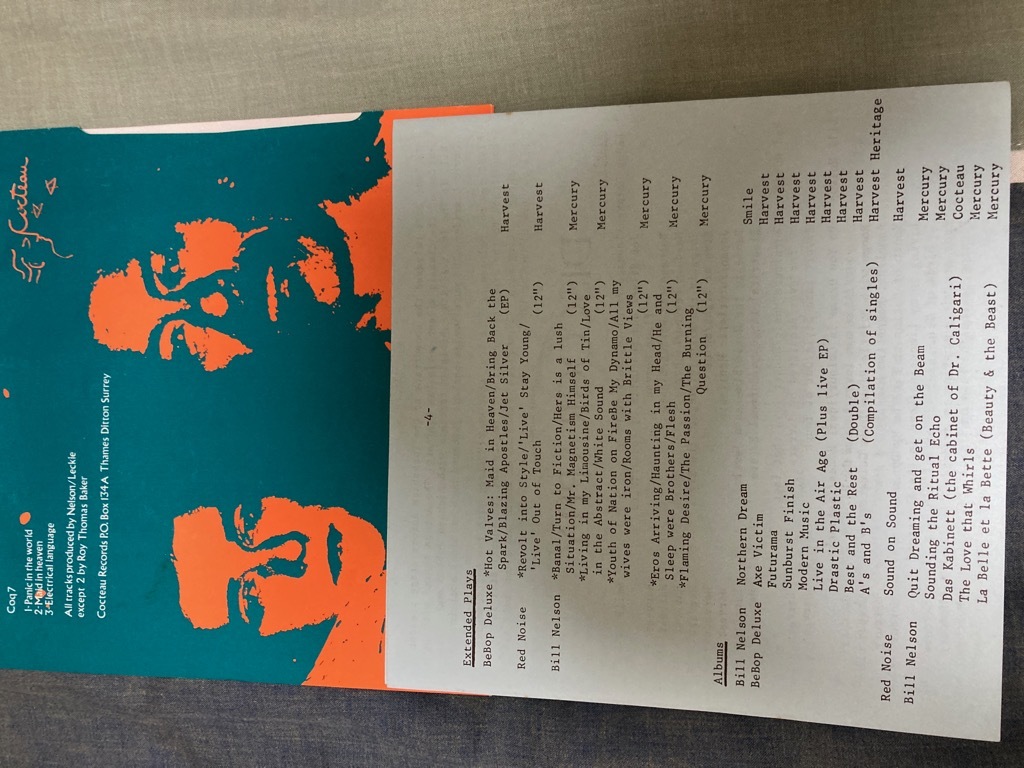 Cocteau
Coq7
1-Panic in the world
2-Maid in heaven
3-Electrical language
All tracks produced by Nelson/Leckie
except 2 by Roy Thomas Baker
Cocteau Records P.O. Box 134A Thames Ditton Surrey
-4-
Extended Plays
BeBop Deluxe *Hot Valves: Maid in Heaven/Bring Back the
Spark/Blazing Apostles/Jet Silver (EP) Harvest
Red Noise *Revolt into Style/'Live' Stay Young/
'Live' Out of Touch (12") Harvest
Bill Nelson *Banal/Turn to Fiction/Hers is a lush
Situation/Mr. Magnetism Himself (12") Mercury
*Living in my Limousine/Birds of Tin/Love
in the Abstract/White Sound (12") Mercury
*Youth of Nation on FireBe My Dynamo/All my
wives were iron/Rooms with Brittle Views
(12") Mercury
*Eros Arriving/Haunting in my Head/He and
Sleep were Brothers/Flesh (12") Mercury
*Flaming Desire/The Passion/The Burning
Question (12") Mercury
Albums
Bill Nelson Northern Dream Smile
BeBop Deluxe Axe Victim Harvest
Futurama Harvest
Sunburst Finish Harvest
Modern Music Harvest
Live in the Air Age (Plus live EP) Harvest
Drastic Plastic Harvest
Best and the Rest (Double) Harvest
A's and B's (Compilation of singles) Harvest Heritage
Red Noise Sound on Sound Harvest
Bill Nelson Quit Dreaming and get on the Beam Mercury
Sounding the Ritual Echo Mercury
Das Kabinett (the cabinet of Dr. Caligari) Cocteau
The Love that Whirls Mercury
La Belle et la Bette (Beauty & the Beast) Mercury